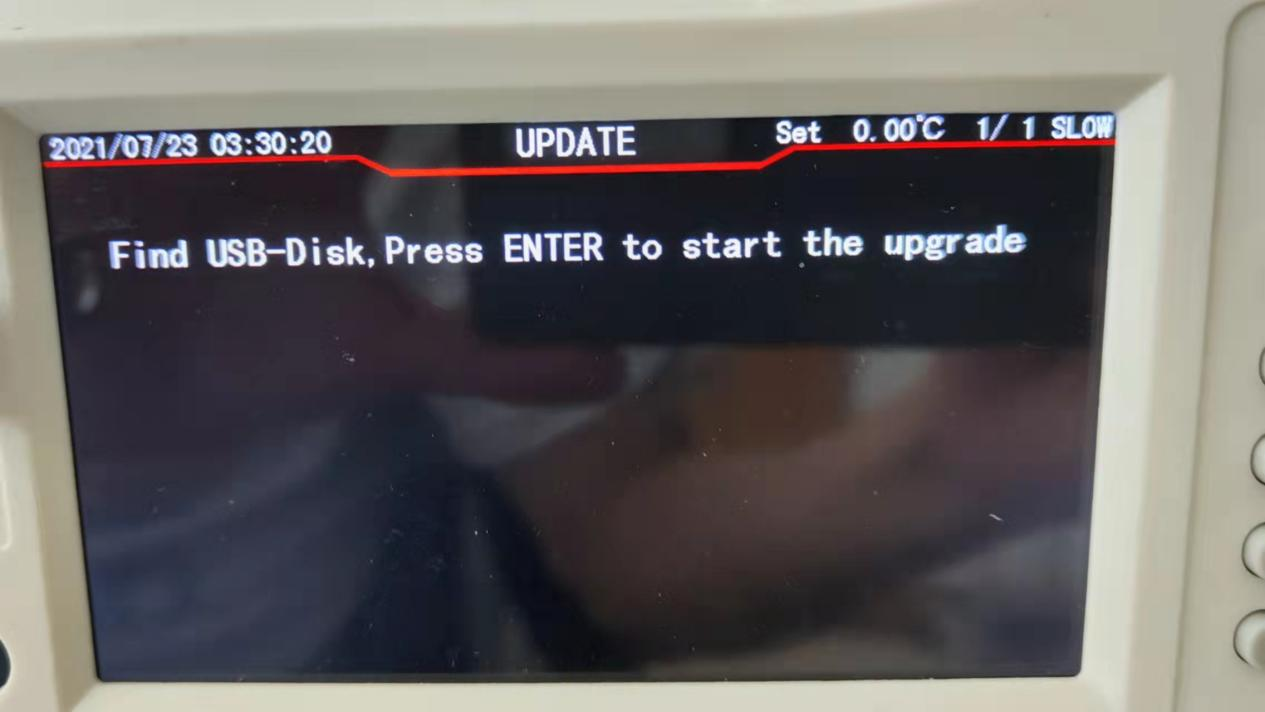 2021/07/23 03:30:20 UPDATE Set 0.00℃ 1/ 1 SLOW
Find USB-Disk,Press ENTER to start the upgrade